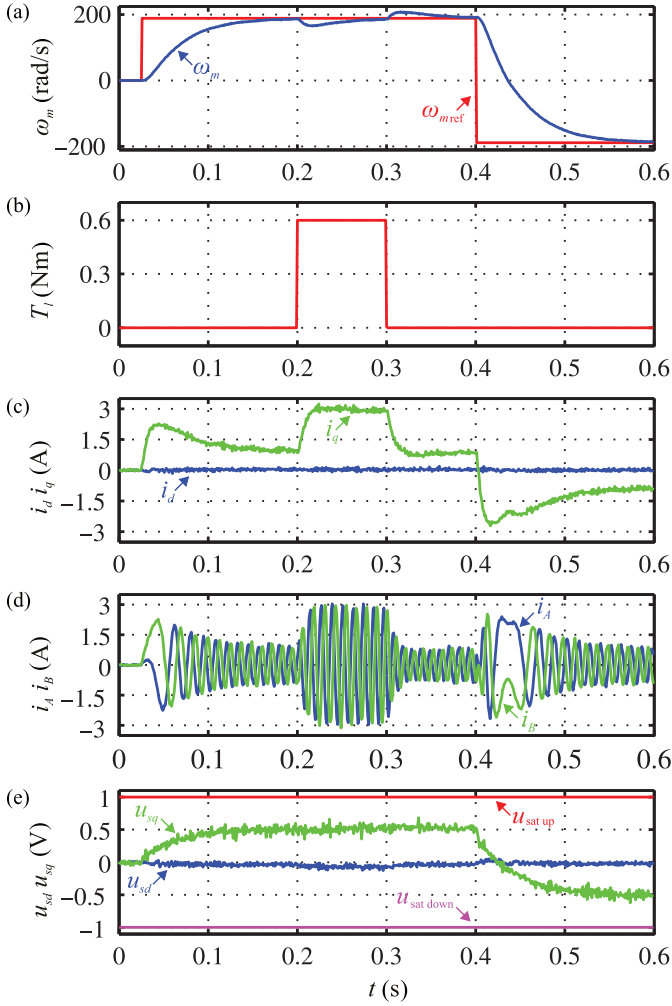 (a)
200
0
−200
ω_m (rad/s)
ω_m
ω_m ref
0 0.1 0.2 0.3 0.4 0.5 0.6
(b)
0.6
0.3
0
T_l (Nm)
0 0.1 0.2 0.3 0.4 0.5 0.6
(c)
3
1.5
0
−1.5
−3
i_d i_q (A)
i_q
i_d
0 0.1 0.2 0.3 0.4 0.5 0.6
(d)
3
1.5
0
−1.5
−3
i_A i_B (A)
i_A
i_B
0 0.1 0.2 0.3 0.4 0.5 0.6
(e)
1
0.5
0
−0.5
−1
u_sd u_sq (V)
u_sq
u_sat up
u_sd
u_sat down
0 0.1 0.2 0.3 0.4 0.5 0.6
t (s)